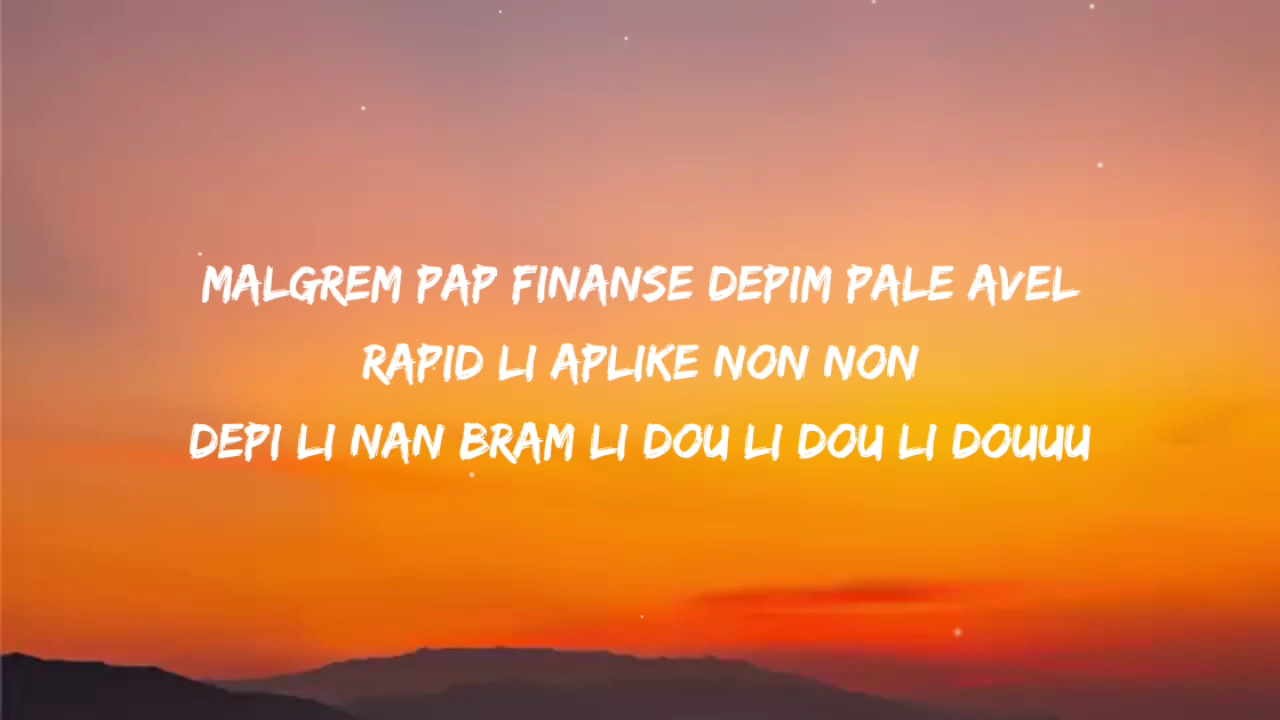 MALGREM PAP FINANSE DEPIM PALE AVEL
RAPID LI APLIKE NON NON
DEPI LI NAN BRAM LI DOU LI DOU LI DOUUU